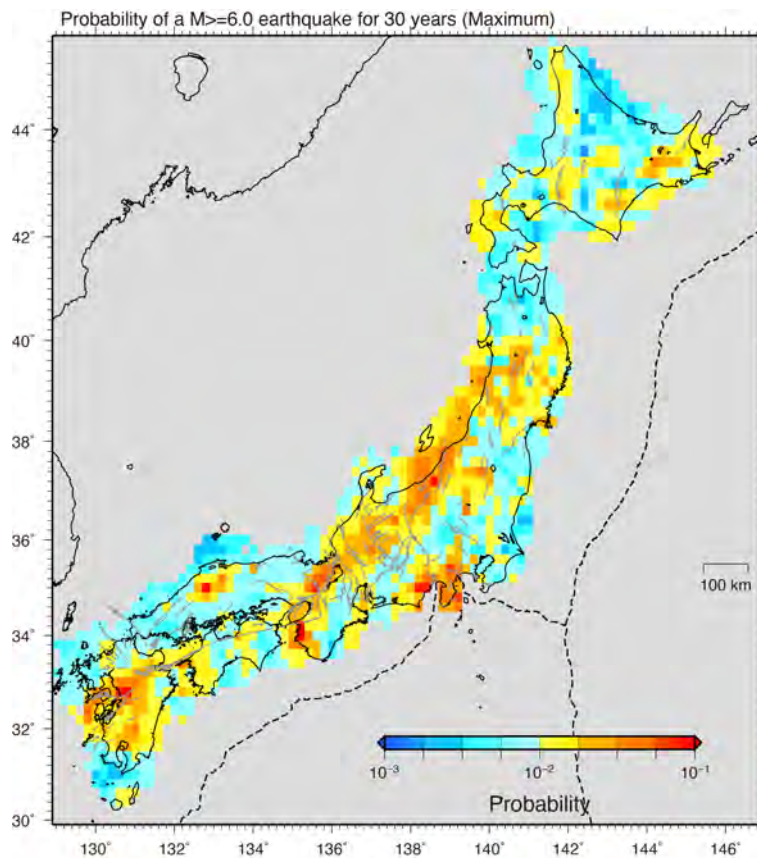 Probability of a M>=6.0 earthquake for 30 years (Maximum)
44˚
42˚
40˚
38˚
36˚
34˚
32˚
30˚
100 km
10⁻³ 10⁻² 10⁻¹
Probability
130˚ 132˚ 134˚ 136˚ 138˚ 140˚ 142˚ 144˚ 146˚